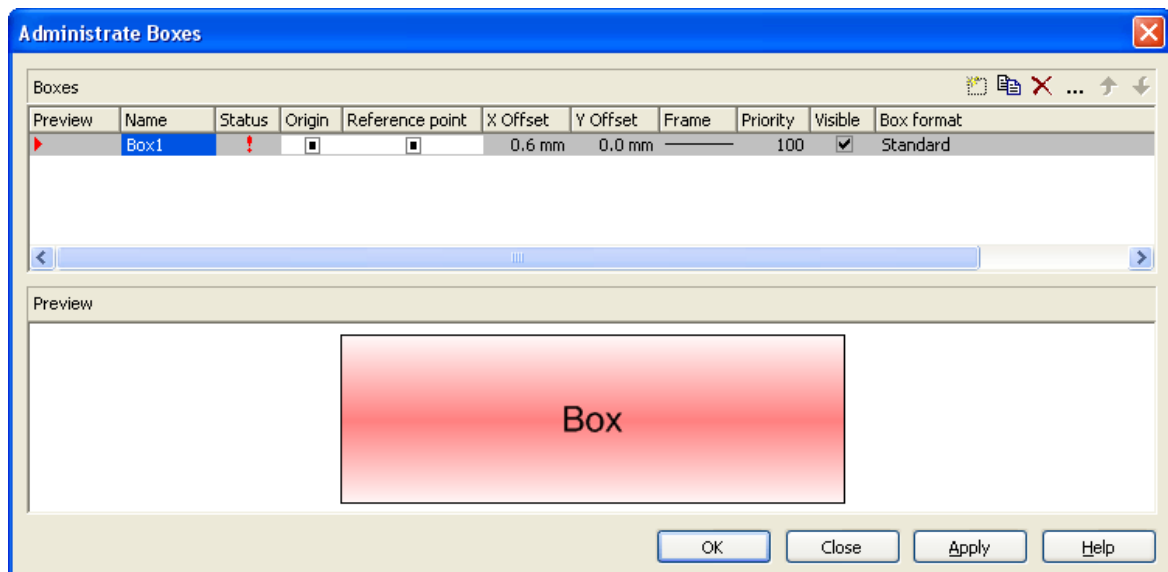 Administrate Boxes
Boxes ...
Preview Name Status Origin Reference point X Offset Y Offset Frame Priority Visible Box format
Box1 ! 0.6 mm 0.0 mm 100 Standard
Preview
Box
OK Close Apply Help